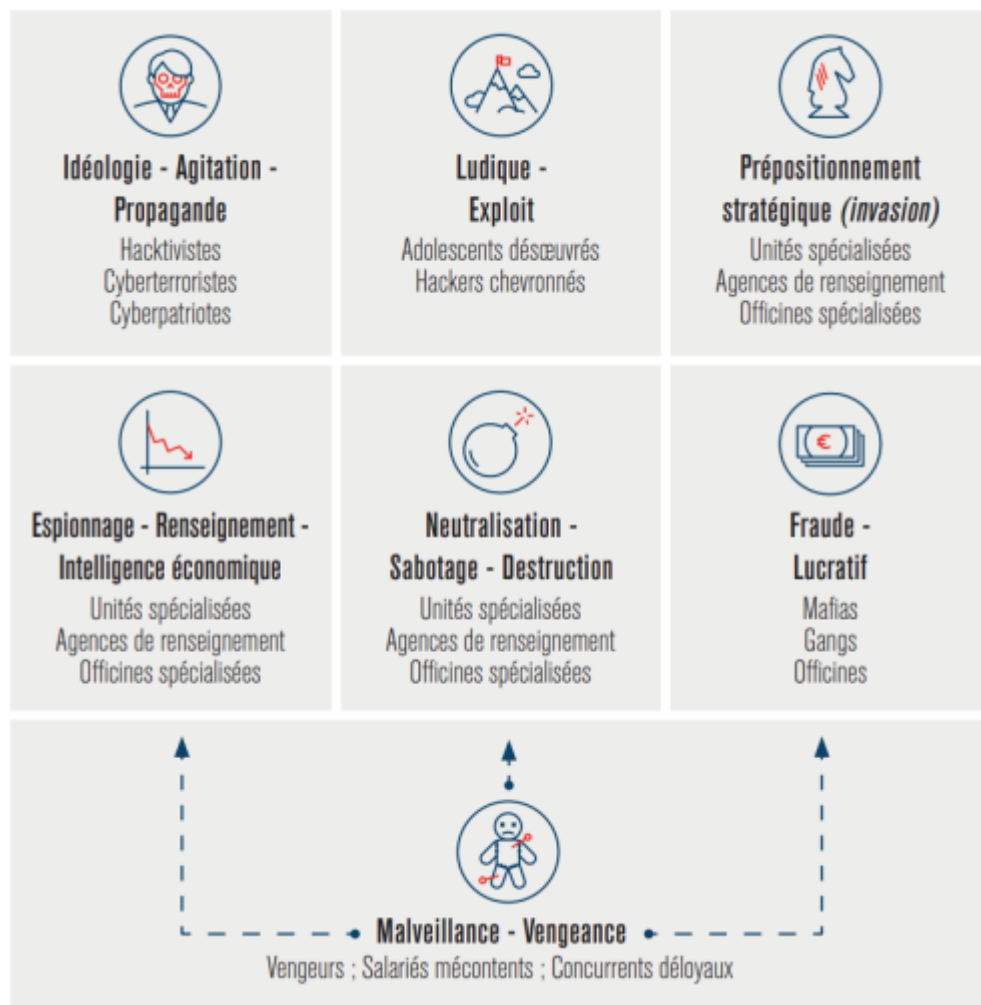 Idéologie - Agitation -
Propagande
Hacktivistes
Cyberterroristes
Cyberpatriotes
Ludique -
Exploit
Adolescents désœuvrés
Hackers chevronnés
Prépositionnement
stratégique (invasion)
Unités spécialisées
Agences de renseignement
Officines spécialisées
Espionnage - Renseignement -
Intelligence économique
Unités spécialisées
Agences de renseignement
Officines spécialisées
Neutralisation -
Sabotage - Destruction
Unités spécialisées
Agences de renseignement
Officines spécialisées
€
Fraude -
Lucratif
Mafias
Gangs
Officines
Malveillance - Vengeance
Vengeurs ; Salariés mécontents ; Concurrents déloyaux